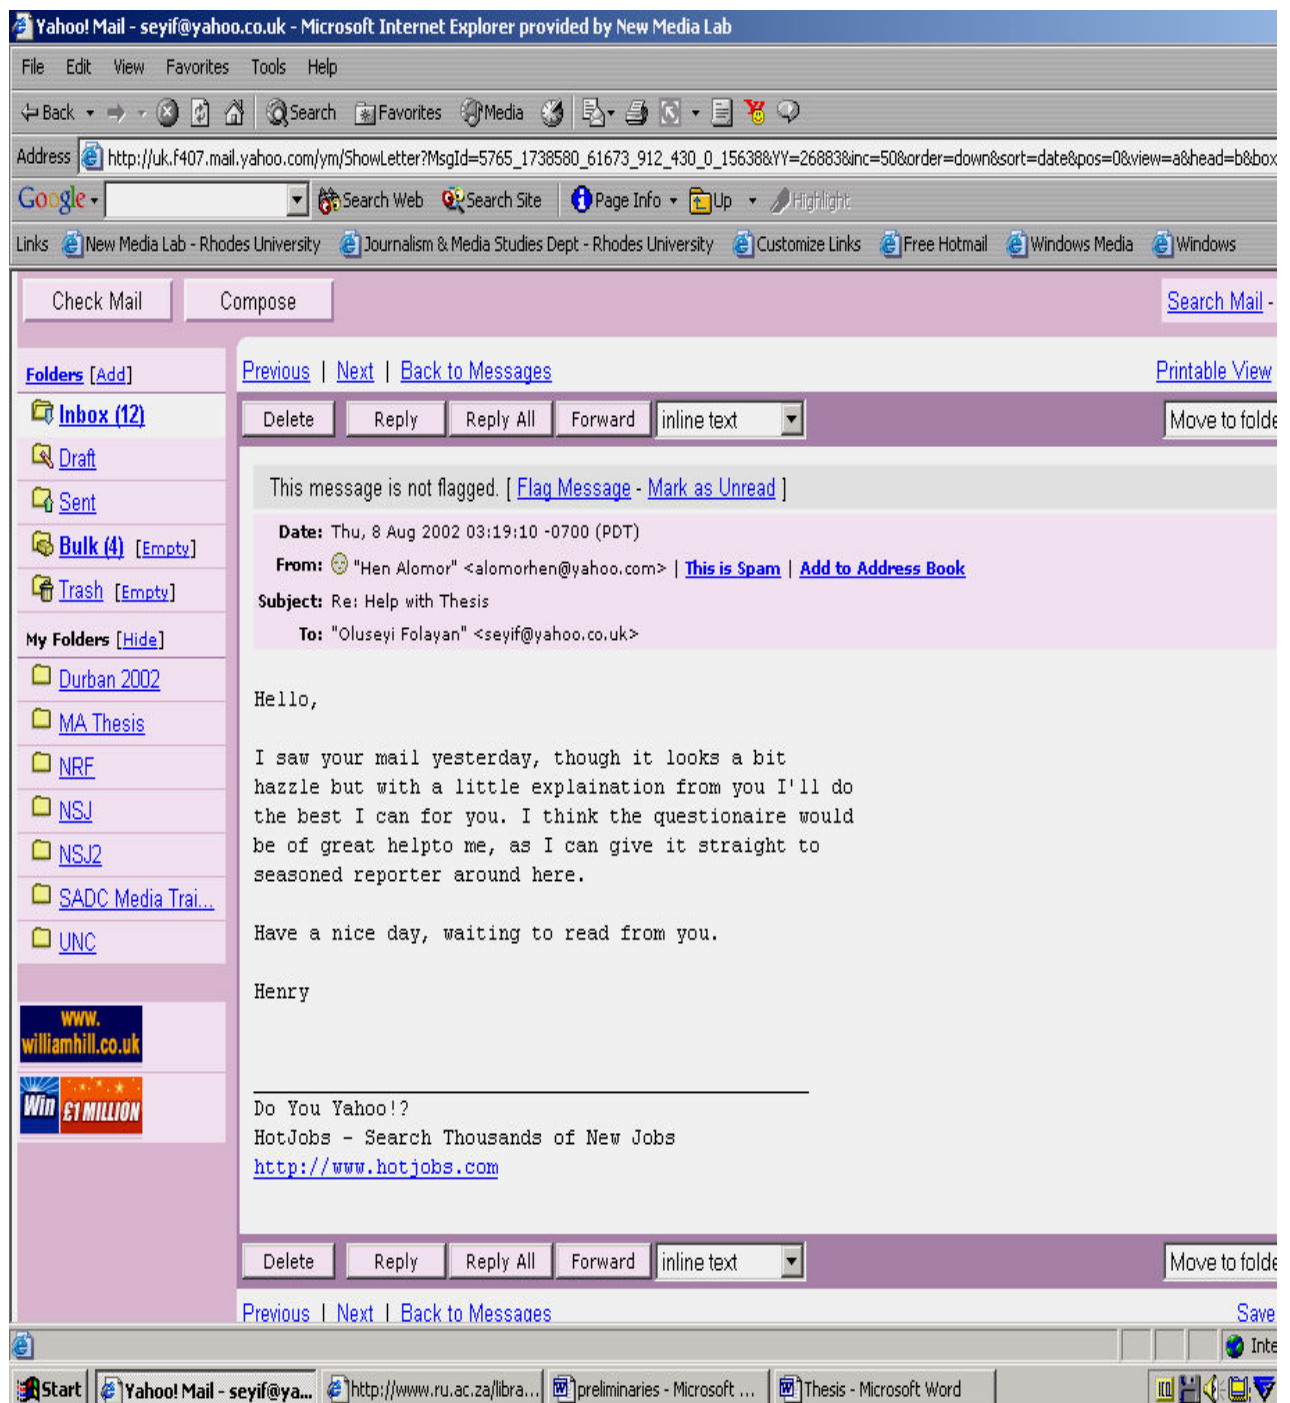 Yahoo! Mail - seyif@yahoo.co.uk - Microsoft Internet Explorer provided by New Media Lab
File Edit View Favorites Tools Help
Back Search Favorites Media
Address http://uk.f407.mail.yahoo.com/ym/ShowLetter?MsgId=5765_1738580_61673_912_430_0_15638&YY=26883&inc=50&order=down&sort=date&pos=0&view=a&head=b&box
Google Search Web Search Site Page Info Up Highlight
Links New Media Lab - Rhodes University Journalism & Media Studies Dept - Rhodes University Customize Links Free Hotmail Windows Media Windows
Check Mail Compose Search Mail -
Folders [Add]
Inbox (12)
Draft
Sent
Bulk (4) [Empty]
Trash [Empty]
My Folders [Hide]
Durban 2002
MA Thesis
NRF
NSJ
NSJ2
SADC Media Trai...
UNC
www.
williamhill.co.uk
Win £1 MILLION
Previous | Next | Back to Messages Printable View
Delete Reply Reply All Forward inline text Move to folde
This message is not flagged. [ Flag Message - Mark as Unread ]
Date: Thu, 8 Aug 2002 03:19:10 -0700 (PDT)
From: "Hen Alomor" <alomorhen@yahoo.com> | This is Spam | Add to Address Book
Subject: Re: Help with Thesis
To: "Oluseyi Folayan" <seyif@yahoo.co.uk>
Hello,
I saw your mail yesterday, though it looks a bit
hazzle but with a little explaination from you I'll do
the best I can for you. I think the questionaire would
be of great helpto me, as I can give it straight to
seasoned reporter around here.
Have a nice day, waiting to read from you.
Henry
Do You Yahoo!?
HotJobs - Search Thousands of New Jobs
http://www.hotjobs.com
Delete Reply Reply All Forward inline text Move to folde
Previous | Next | Back to Messages Save
Inte
Start Yahoo! Mail - seyif@ya... http://www.ru.ac.za/libra... preliminaries - Microsoft ... Thesis - Microsoft Word